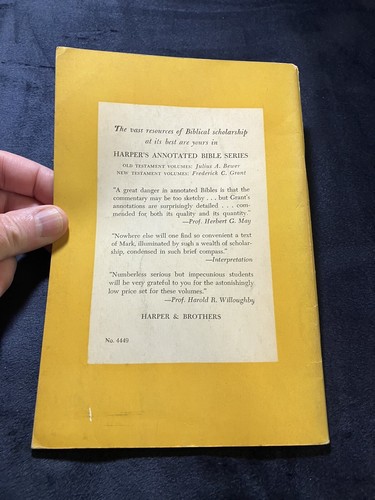 The vast resources of Biblical scholarship
at its best are yours in
HARPER'S ANNOTATED BIBLE SERIES
OLD TESTAMENT VOLUMES: Julius A. Bewer
NEW TESTAMENT VOLUMES: Frederick C. Grant
"A great danger in annotated Bibles is that the
commentary may be too sketchy . . . but Grant's
annotations are surprisingly detailed . . . com-
mended for both its quality and its quantity."
—Prof. Herbert G. May
"Nowhere else will one find so convenient a text
of Mark, illuminated by such a wealth of scholar-
ship, condensed in such brief compass."
—Interpretation
"Numberless serious but impecunious students
will be very grateful to you for the astonishingly
low price set for these volumes."
—Prof. Harold R. Willoughby
HARPER & BROTHERS
No. 4449